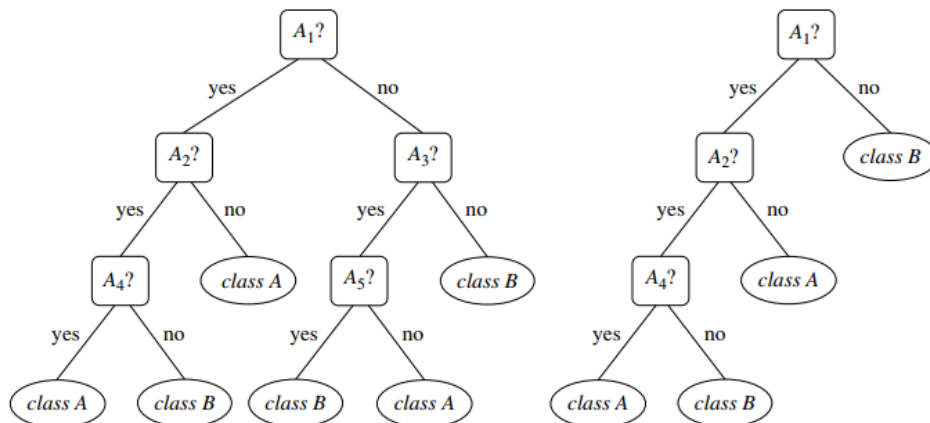 A₁? A₁?
yes no yes no
A₂? A₃? A₂? class B
yes no yes no yes no
A₄? class A A₅? class B A₄? class A
yes no yes no yes no
class A class B class B class A class A class B